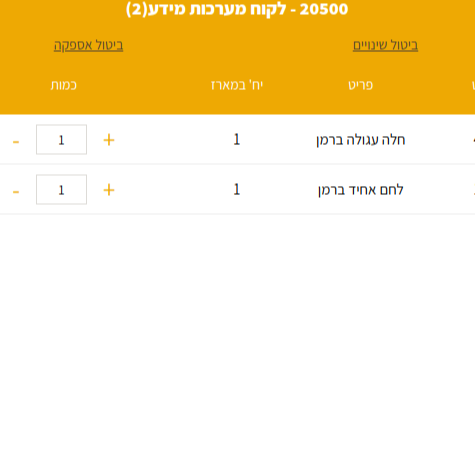 20500 - לקוח מערכות מידע(2)
ביטול שינויים ביטול אספקה
פריט יח' במארז כמות
חלה עגולה ברמן 1 + 1 -
לחם אחיד ברמן 1 + 1 -